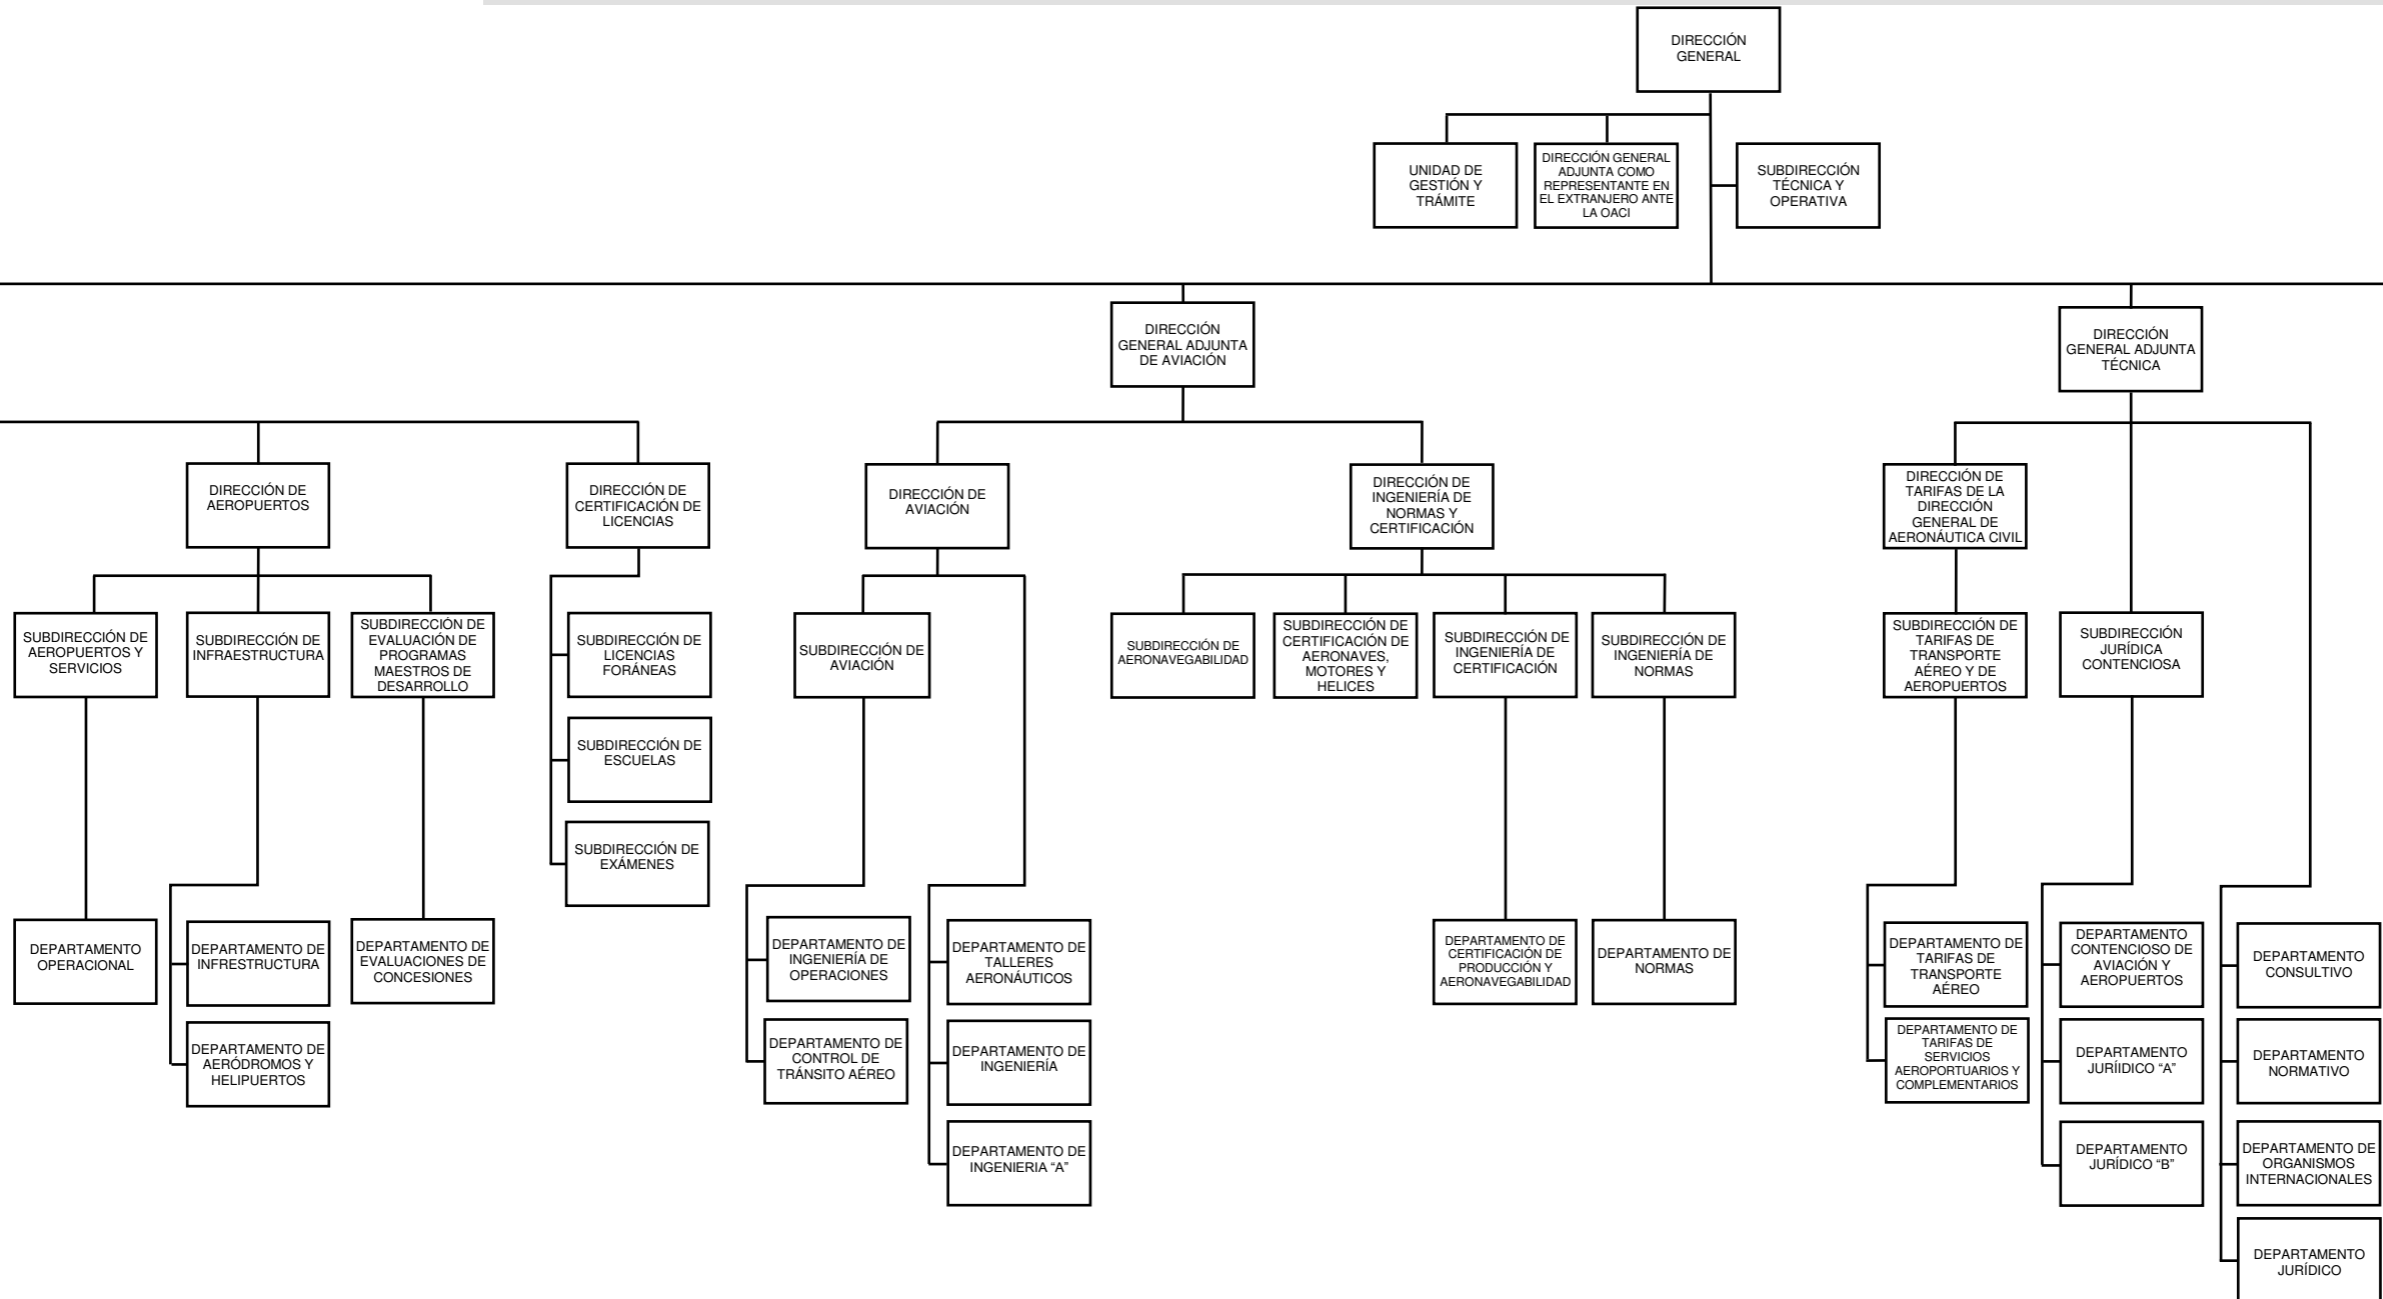 DIRECCIÓN
GENERAL
UNIDAD DE
GESTIÓN Y
TRÁMITE
DIRECCIÓN GENERAL
ADJUNTA COMO
REPRESENTANTE EN
EL EXTRANJERO ANTE
LA OACI
SUBDIRECCIÓN
TÉCNICA Y
OPERATIVA
DIRECCIÓN
GENERAL ADJUNTA
DE AVIACIÓN
DIRECCIÓN
GENERAL ADJUNTA
TÉCNICA
DIRECCIÓN DE
AEROPUERTOS
DIRECCIÓN DE
CERTIFICACIÓN DE
LICENCIAS
DIRECCIÓN DE
AVIACIÓN
DIRECCIÓN DE
INGENIERÍA DE
NORMAS Y
CERTIFICACIÓN
DIRECCIÓN DE
TARIFAS DE LA
DIRECCIÓN
GENERAL DE
AERONÁUTICA CIVIL
SUBDIRECCIÓN DE
AEROPUERTOS Y
SERVICIOS
SUBDIRECCIÓN DE
INFRAESTRUCTURA
SUBDIRECCIÓN DE
EVALUACIÓN DE
PROGRAMAS
MAESTROS DE
DESARROLLO
SUBDIRECCIÓN DE
LICENCIAS
FORÁNEAS
SUBDIRECCIÓN DE
AVIACIÓN
SUBDIRECCIÓN DE
AERONAVEGABILIDAD
SUBDIRECCIÓN DE
CERTIFICACIÓN DE
AERONAVES,
MOTORES Y
HELICES
SUBDIRECCIÓN DE
INGENIERÍA DE
CERTIFICACIÓN
SUBDIRECCIÓN DE
INGENIERÍA DE
NORMAS
SUBDIRECCIÓN DE
TARIFAS DE
TRANSPORTE
AÉREO Y DE
AEROPUERTOS
SUBDIRECCIÓN
JURÍDICA
CONTENCIOSA
SUBDIRECCIÓN DE
ESCUELAS
SUBDIRECCIÓN DE
EXÁMENES
DEPARTAMENTO
OPERACIONAL
DEPARTAMENTO DE
INFRESTRUCTURA
DEPARTAMENTO DE
EVALUACIONES DE
CONCESIONES
DEPARTAMENTO DE
INGENIERÍA DE
OPERACIONES
DEPARTAMENTO DE
TALLERES
AERONÁUTICOS
DEPARTAMENTO DE
CERTIFICACIÓN DE
PRODUCCIÓN Y
AERONAVEGABILIDAD
DEPARTAMENTO DE
NORMAS
DEPARTAMENTO DE
TARIFAS DE
TRANSPORTE
AÉREO
DEPARTAMENTO
CONTENCIOSO DE
AVIACIÓN Y
AEROPUERTOS
DEPARTAMENTO
CONSULTIVO
DEPARTAMENTO DE
AERÓDROMOS Y
HELIPUERTOS
DEPARTAMENTO DE
CONTROL DE
TRÁNSITO AÉREO
DEPARTAMENTO DE
INGENIERÍA
DEPARTAMENTO DE
TARIFAS DE
SERVICIOS
AEROPORTUARIOS Y
COMPLEMENTARIOS
DEPARTAMENTO
JURÍIDICO “A”
DEPARTAMENTO
NORMATIVO
DEPARTAMENTO DE
INGENIERIA “A”
DEPARTAMENTO
JURÍDICO “B”
DEPARTAMENTO DE
ORGANISMOS
INTERNACIONALES
DEPARTAMENTO
JURÍDICO